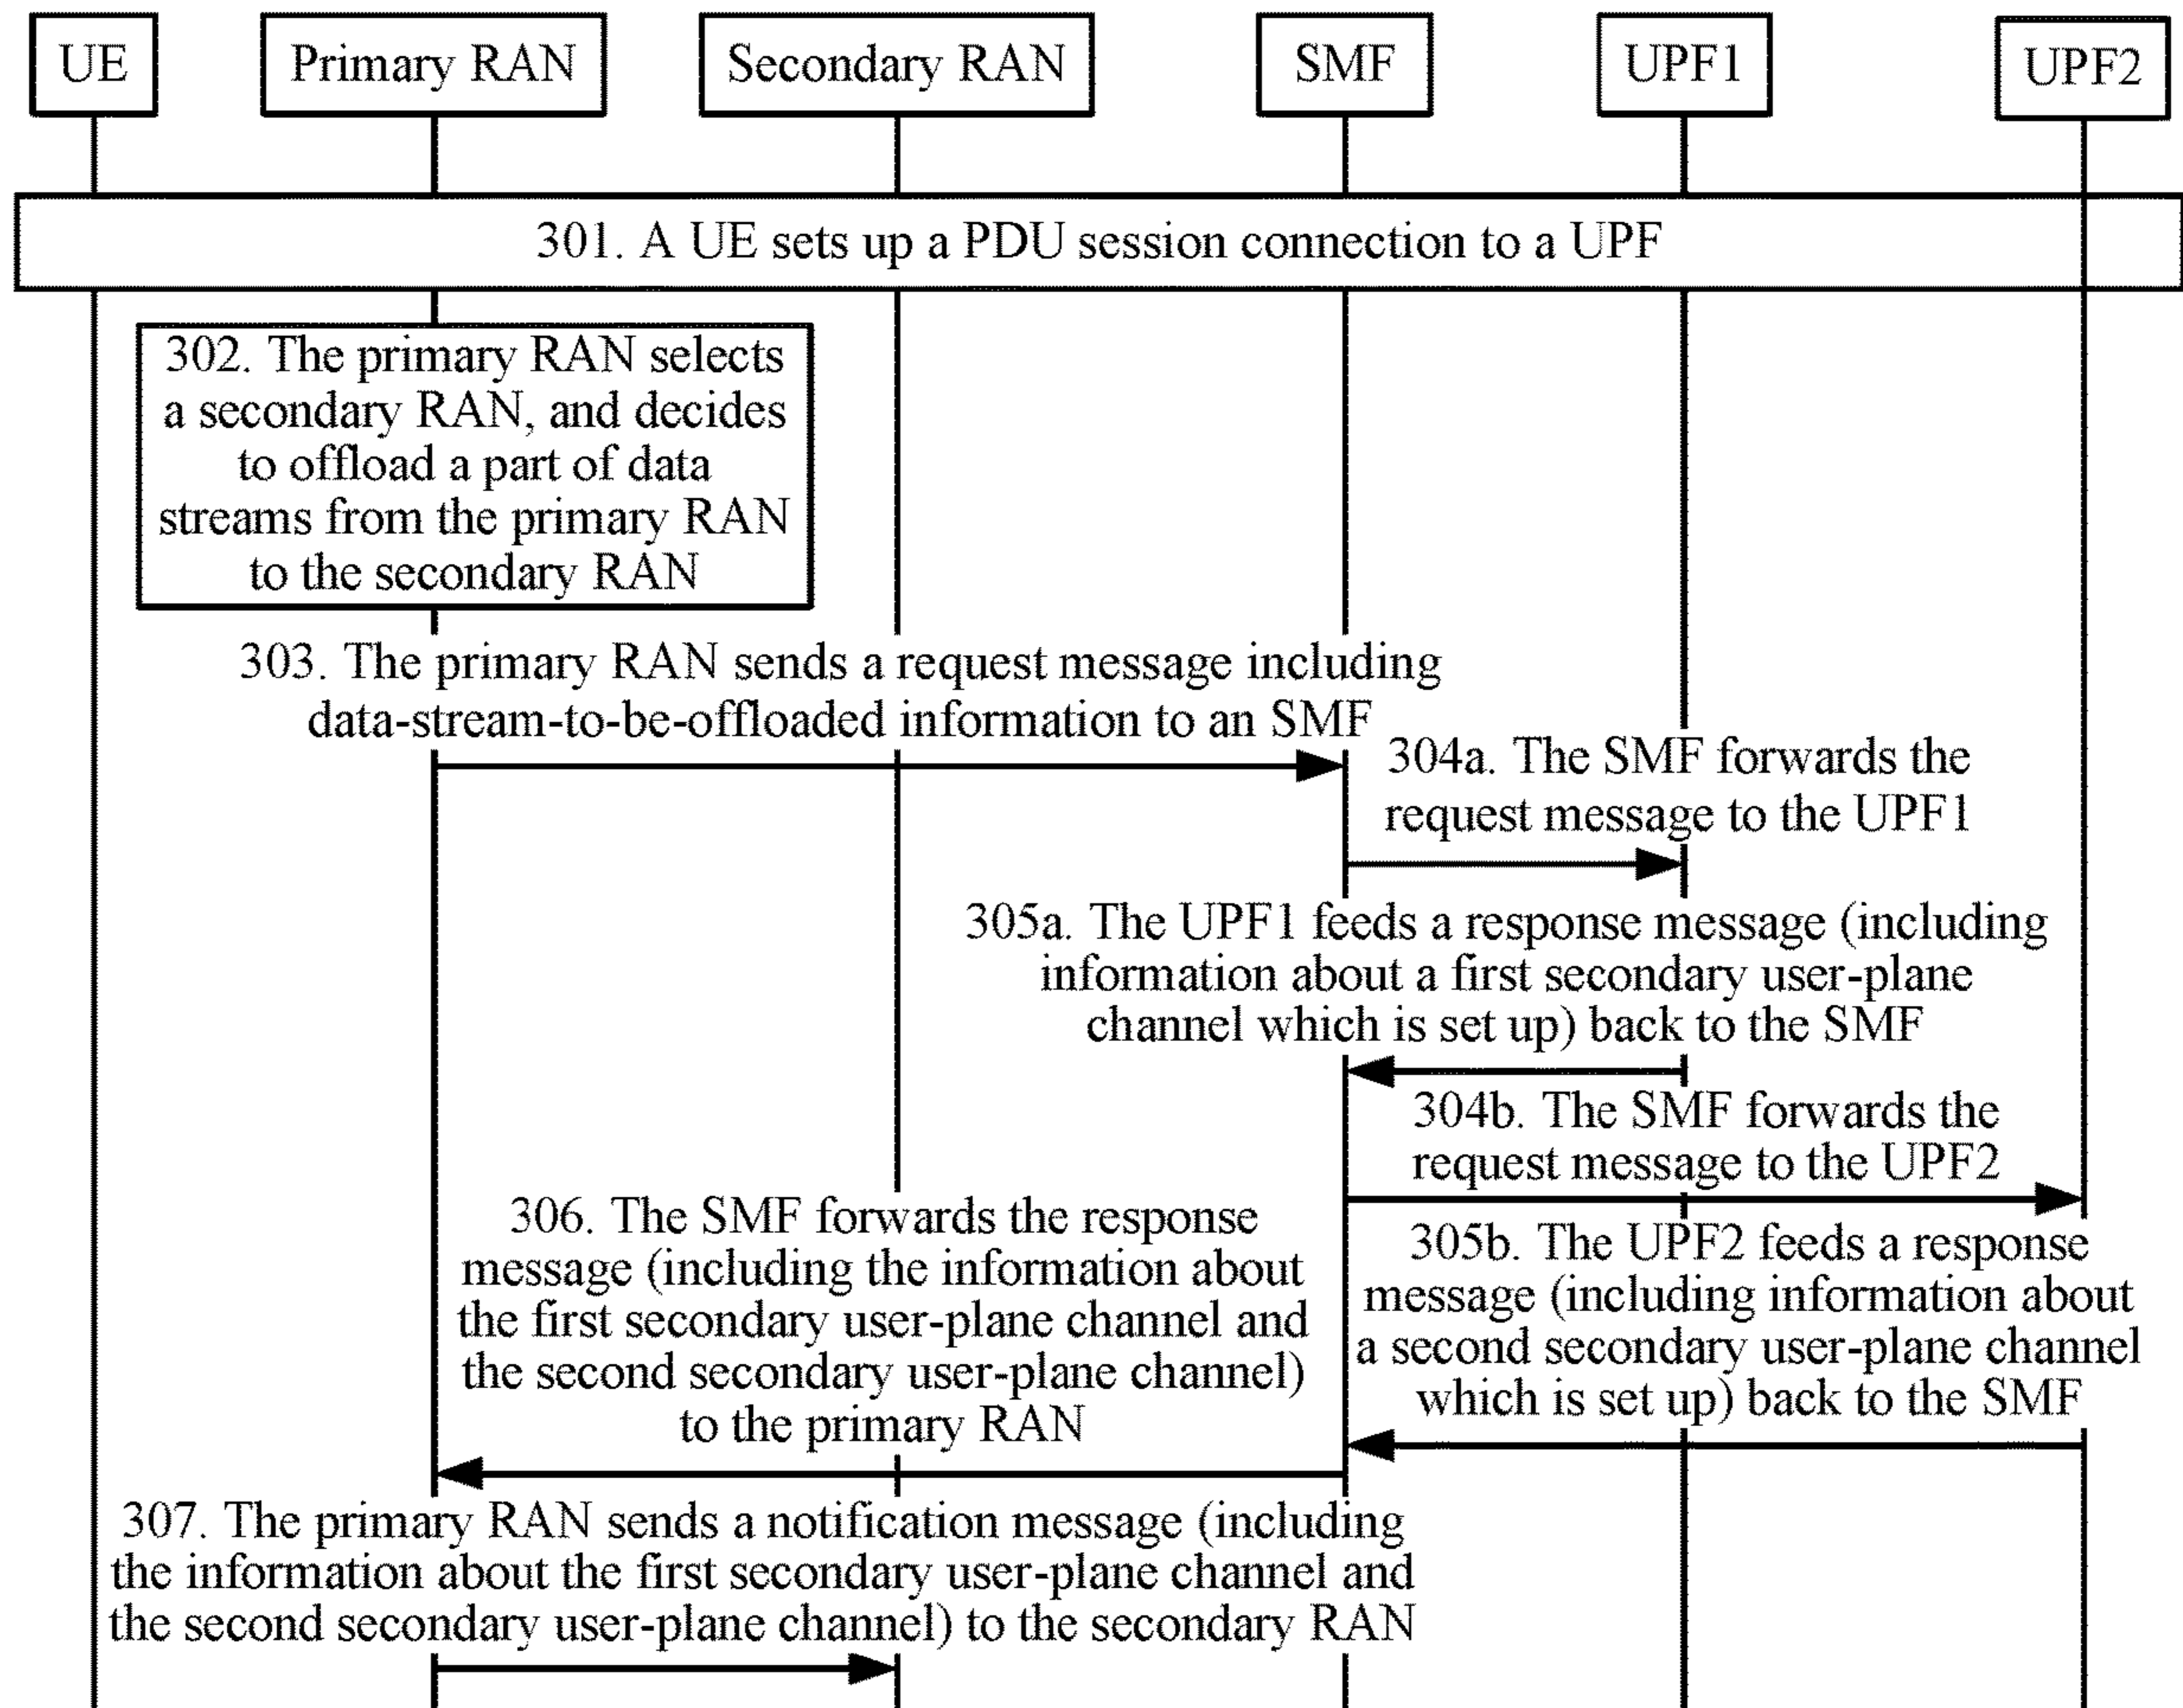 UE
Primary RAN
Secondary RAN
SMF
UPF1
UPF2
301. A UE sets up a PDU session connection to a UPF
302. The primary RAN selects
a secondary RAN, and decides
to offload a part of data
streams from the primary RAN
to the secondary RAN
303. The primary RAN sends a request message including
data-stream-to-be-offloaded information to an SMF
304a. The SMF forwards the
request message to the UPF1
305a. The UPF1 feeds a response message (including
information about a first secondary user-plane
channel which is set up) back to the SMF
304b. The SMF forwards the
request message to the UPF2
305b. The UPF2 feeds a response
message (including information about
a second secondary user-plane channel
which is set up) back to the SMF
306. The SMF forwards the response
message (including the information about
the first secondary user-plane channel and
the second secondary user-plane channel)
to the primary RAN
307. The primary RAN sends a notification message (including
the information about the first secondary user-plane channel and
the second secondary user-plane channel) to the secondary RAN